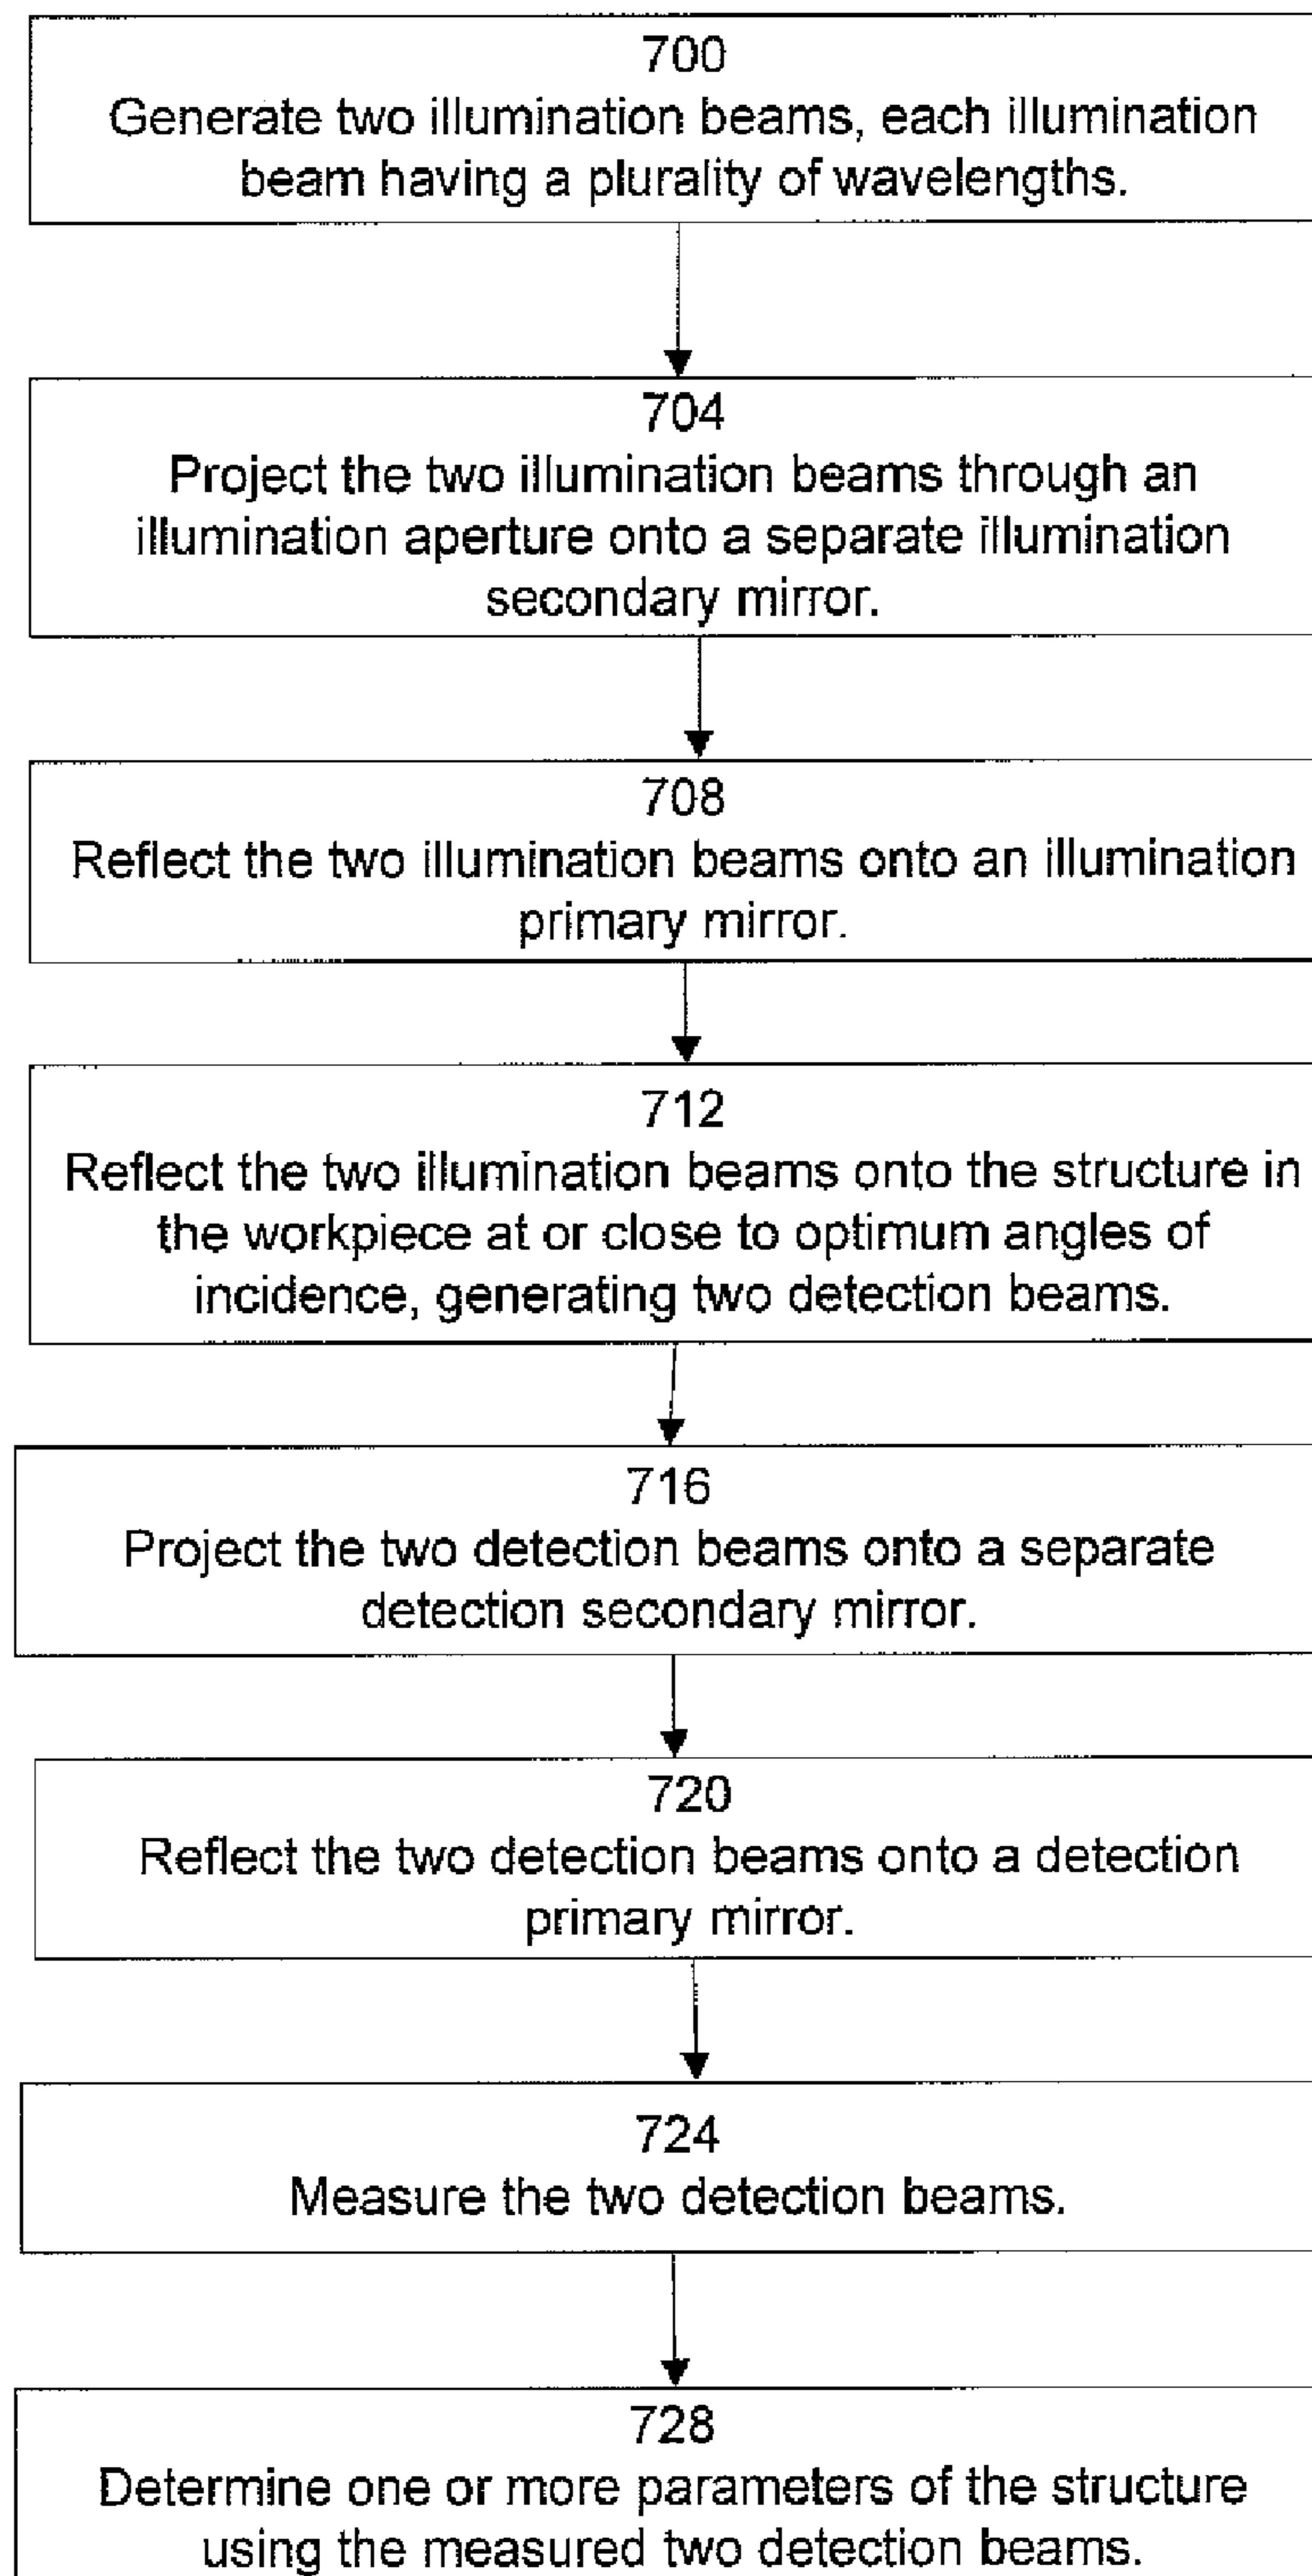 700
Generate two illumination beams, each illumination
beam having a plurality of wavelengths.
704
Project the two illumination beams through an
illumination aperture onto a separate illumination
secondary mirror.
708
Reflect the two illumination beams onto an illumination
primary mirror.
712
Reflect the two illumination beams onto the structure in
the workpiece at or close to optimum angles of
incidence, generating two detection beams.
716
Project the two detection beams onto a separate
detection secondary mirror.
720
Reflect the two detection beams onto a detection
primary mirror.
724
Measure the two detection beams.
728
Determine one or more parameters of the structure
using the measured two detection beams.